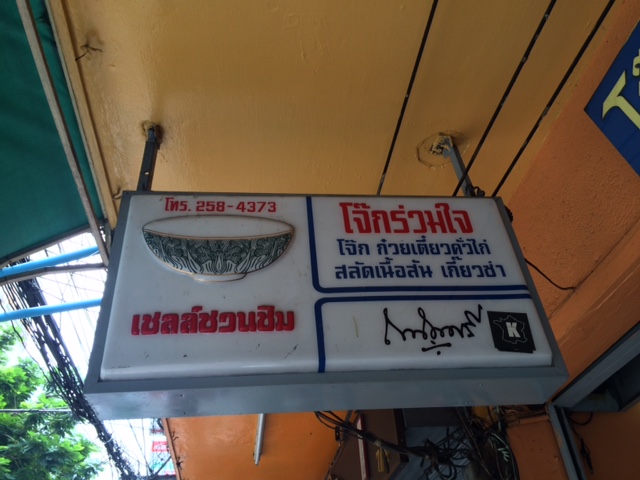 โทร. 258-4373
เชลล์ชวนชิม
โจ๊กร่วมใจ
โจ๊ก ก๋วยเตี๋ยวคั่วไก่
สลัดเนื้อสัน เกี๊ยวซ่า
K